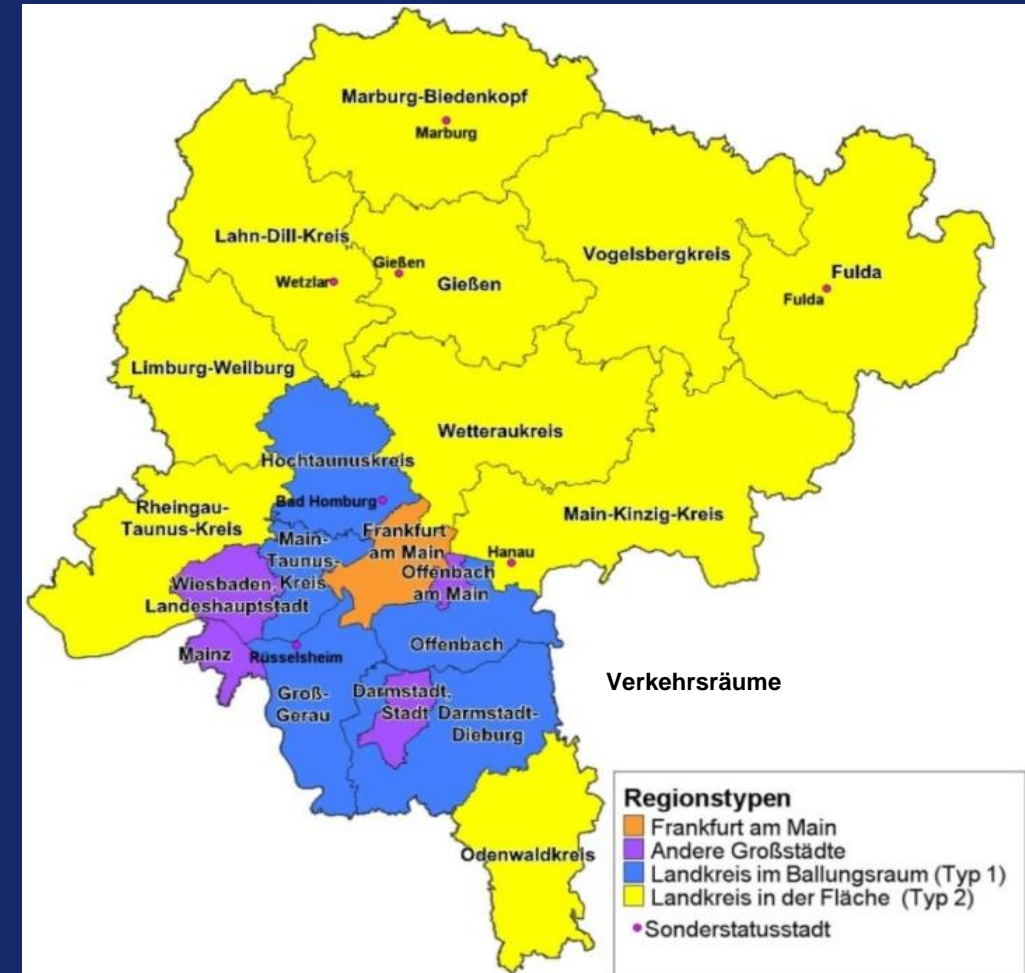 Marburg-Biedenkopf
Marburg
Lahn-Dill-Kreis
Wetzlar
Gießen
Gießen
Vogelsbergkreis
Fulda
Fulda
Limburg-Weilburg
Wetteraukreis
Hochtaunuskreis
Bad Homburg
Rheingau-
Taunus-Kreis
Main-Kinzig-Kreis
Main-
Taunus-
Kreis
Frankfurt
am Main
Hanau
Offenbach
am Main
Wiesbaden,
Landeshauptstadt
Mainz
Rüsselsheim
Offenbach
Groß-
Gerau
Darmstadt,
Stadt
Darmstadt-
Dieburg
Verkehrsräume
Odenwaldkreis
Regionstypen
Frankfurt am Main
Andere Großstädte
Landkreis im Ballungsraum (Typ 1)
Landkreis in der Fläche (Typ 2)
Sonderstatusstadt